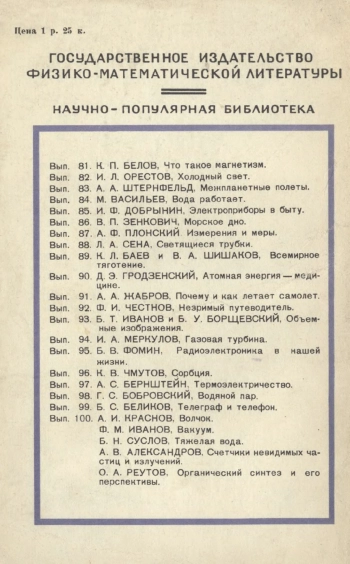 Цена 1 р. 25 к.
ГОСУДАРСТВЕННОЕ ИЗДАТЕЛЬСТВО
ФИЗИКО-МАТЕМАТИЧЕСКОЙ ЛИТЕРАТУРЫ
НАУЧНО-ПОПУЛЯРНАЯ БИБЛИОТЕКА
Вып. 81. К. П. БЕЛОВ, Что такое магнетизм.
Вып. 82. И. Л. ОРЕСТОВ, Холодный свет.
Вып. 83. А. А. ШТЕРНФЕЛЬД, Межпланетные полеты.
Вып. 84. М. ВАСИЛЬЕВ, Вода работает.
Вып. 85. И. Ф. ДОБРЫНИН, Электроприборы в быту.
Вып. 86. В. П. ЗЕНКОВИЧ, Морское дно.
Вып. 87. А. Ф. ПЛОНСКИЙ Измерения и меры.
Вып. 88. Л. А. СЕНА, Светящиеся трубки.
Вып. 89. К. Л. БАЕВ и В. А. ШИШАКОВ, Всемирное
тяготение.
Вып. 90. Д. Э. ГРОДЗЕНСКИЙ, Атомная энергия — меди-
цине.
Вып. 91. А. А. ЖАБРОВ, Почему и как летает самолет.
Вып. 92. Ф. И. ЧЕСТНОВ, Незримый путеводитель.
Вып. 93. Б. Т. ИВАНОВ и Б. У. БОРЩЕВСКИЙ, Объем-
ные изображения.
Вып. 94. И. А. МЕРКУЛОВ, Газовая турбина.
Вып. 95. Б. В. ФОМИН, Радиоэлектроника в нашей
жизни.
Вып. 96. К. В. ЧМУТОВ, Сорбция.
Вып. 97. А. С. БЕРНШТЕЙН, Термоэлектричество.
Вып. 98. Г. С. БОБРОВСКИЙ, Водяной пар.
Вып. 99. Б. С. БЕЛИКОВ, Телеграф и телефон.
Вып. 100. А. И. КРАСНОВ, Волчок.
Ф. М. ИВАНОВ, Вакуум.
Б. Н. СУСЛОВ, Тяжелая вода.
А. В. АЛЕКСАНДРОВ, Счетчики невидимых ча-
стиц и излучений.
О. А. РЕУТОВ, Органический синтез и его
перспективы.